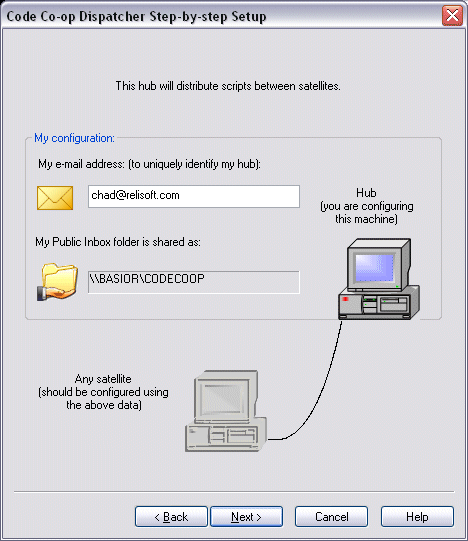 Code Co-op Dispatcher Step-by-step Setup
This hub will distribute scripts between satellites.
My configuration:
My e-mail address: (to uniquely identify my hub):
chad@relisoft.com
Hub
(you are configuring
this machine)
My Public Inbox folder is shared as:
\\BASIOR\CODECOOP
Any satellite
(should be configured using
the above data)
< Back
Next >
Cancel
Help